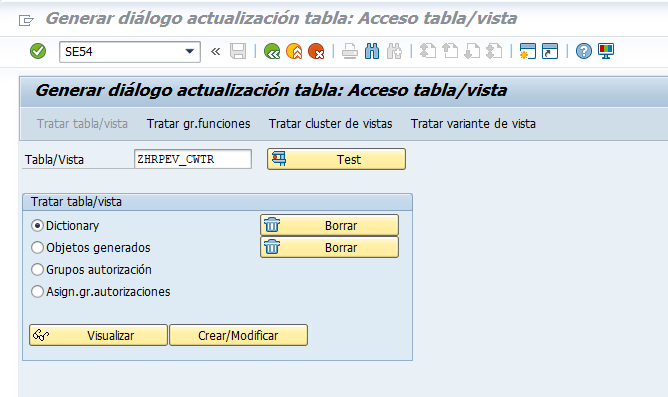 Generar diálogo actualización tabla: Acceso tabla/vista
SE54
Generar diálogo actualización tabla: Acceso tabla/vista
Tratar tabla/vista Tratar gr.funciones Tratar cluster de vistas Tratar variante de vista
Tabla/Vista ZHRPEV_CWTR Test
Tratar tabla/vista
Dictionary Borrar
Objetos generados Borrar
Grupos autorización
Asign.gr.autorizaciones
Visualizar Crear/Modificar